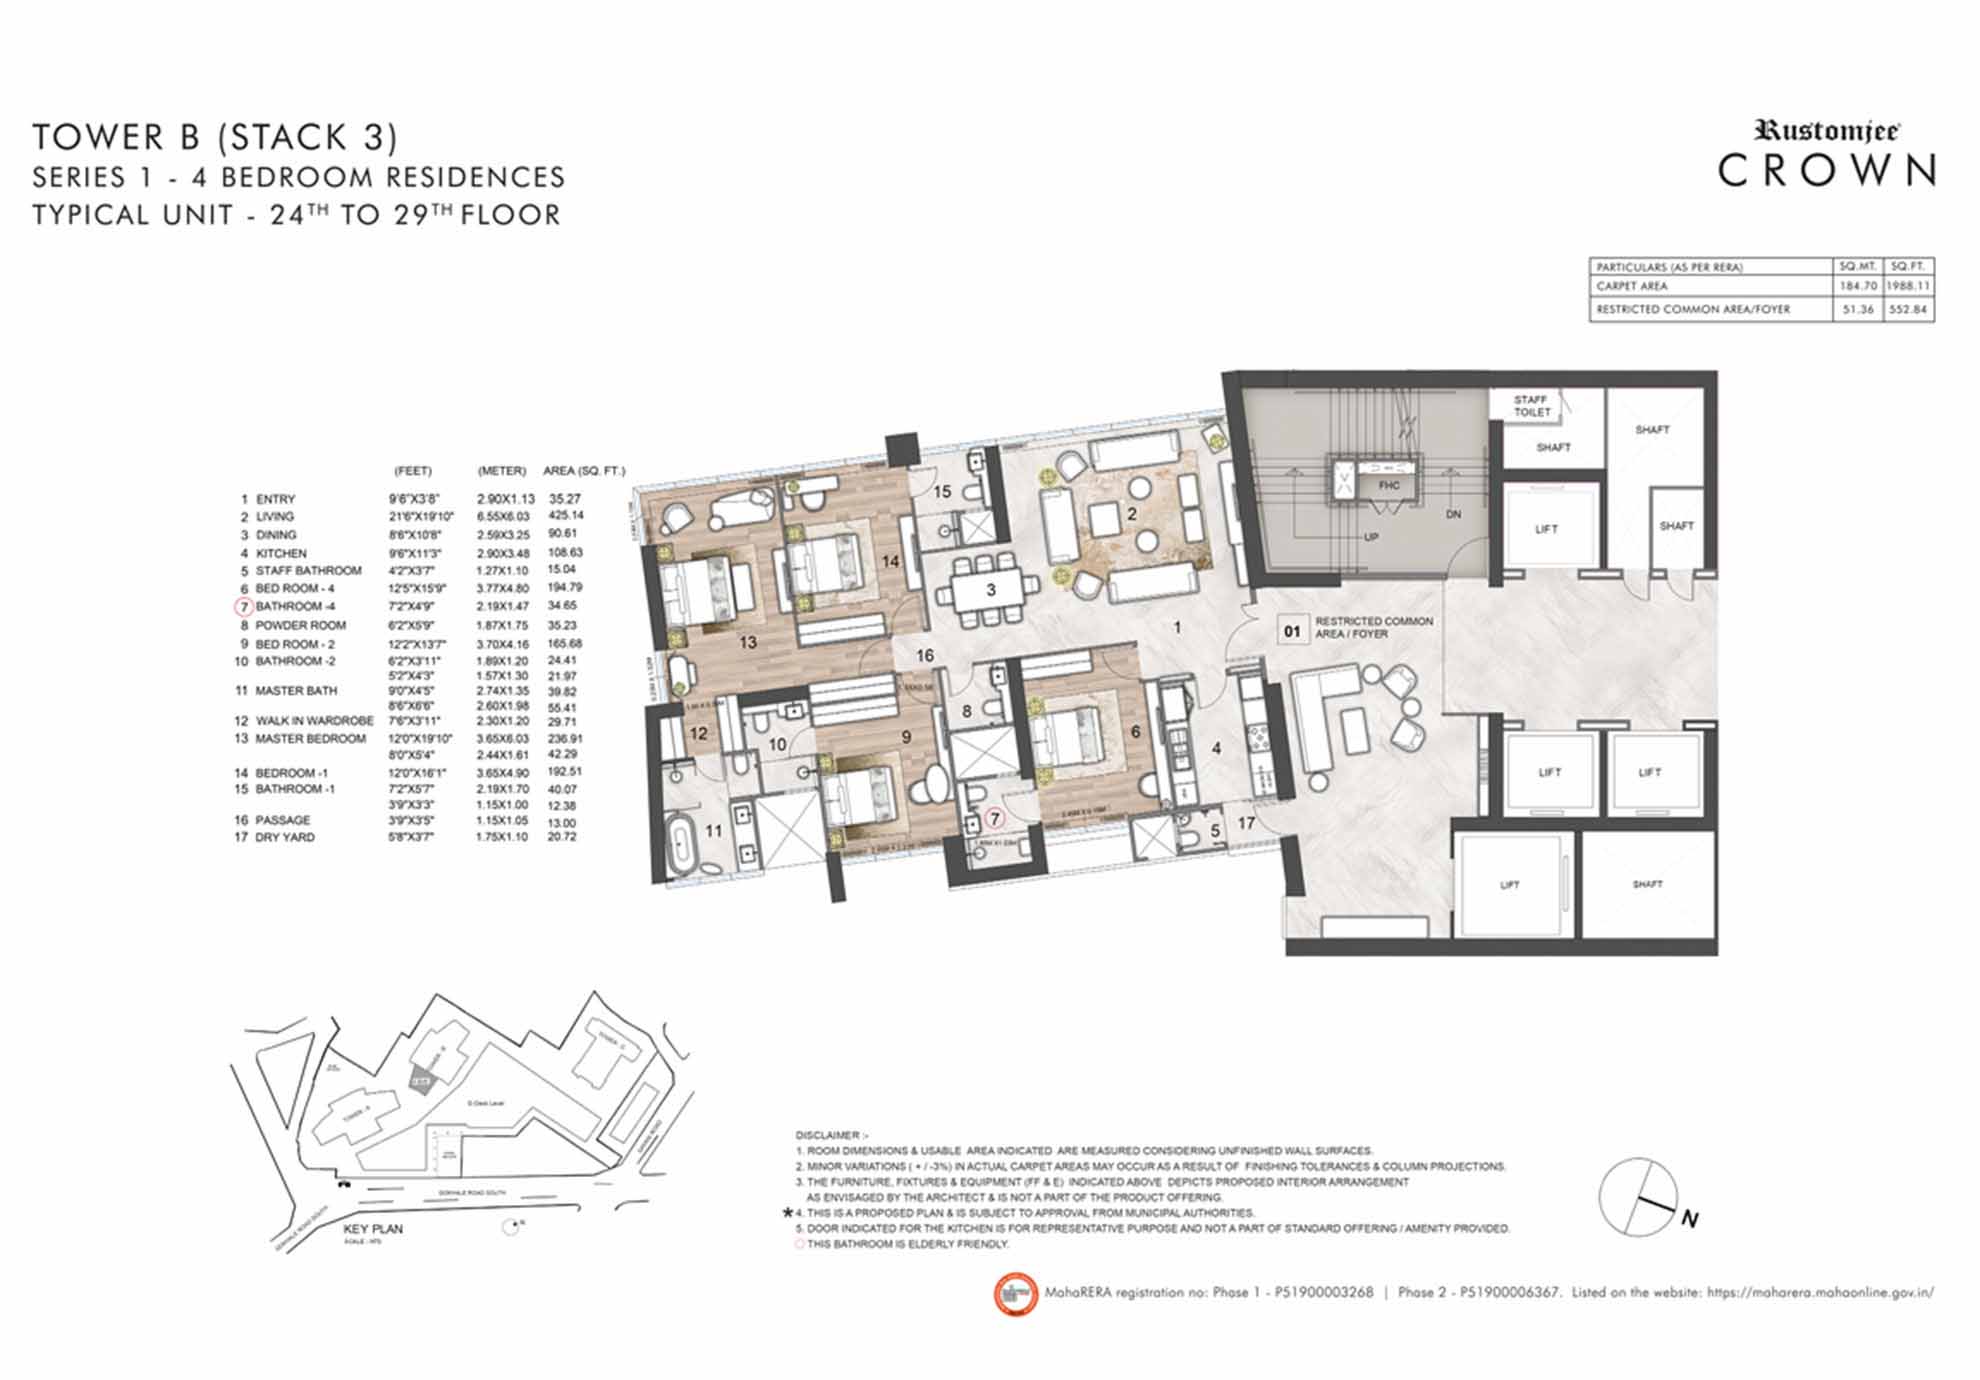 TOWER B (STACK 3)
SERIES 1 - 4 BEDROOM RESIDENCES
TYPICAL UNIT - 24TH TO 29TH FLOOR
Rustomjee
CROWN
PARTICULARS (AS PER RERA) SQ.MT. SQ.FT.
CARPET AREA 184.70 1988.11
RESTRICTED COMMON AREA/FOYER 51.36 552.84
(FEET) (METER) AREA (SQ. FT.)
1 ENTRY 9'6"X3'8" 2.90X1.13 35.27
2 LIVING 21'6"X19'10" 6.55X6.03 425.14
3 DINING 8'6"X10'8" 2.59X3.25 90.61
4 KITCHEN 9'6"X11'3" 2.90X3.48 108.63
5 STAFF BATHROOM 4'2"X3'7" 1.27X1.10 15.04
6 BED ROOM - 4 12'5"X15'9" 3.77X4.80 194.79
7 BATHROOM -4 7'2"X4'9" 2.19X1.47 34.65
8 POWDER ROOM 6'2"X5'9" 1.87X1.75 35.23
9 BED ROOM - 2 12'2"X13'7" 3.70X4.16 165.68
10 BATHROOM -2 6'2"X3'11" 1.89X1.20 24.41
5'2"X4'3" 1.57X1.30 21.97
11 MASTER BATH 9'0"X4'5" 2.74X1.35 39.82
8'6"X6'6" 2.60X1.98 55.41
12 WALK IN WARDROBE 7'6"X3'11" 2.30X1.20 29.71
13 MASTER BEDROOM 12'0"X19'10" 3.65X6.03 236.91
8'0"X5'4" 2.44X1.61 42.29
14 BEDROOM -1 12'0"X16'1" 3.65X4.90 192.51
15 BATHROOM -1 7'2"X5'7" 2.19X1.70 40.07
3'9"X3'3" 1.15X1.00 12.38
16 PASSAGE 3'9"X3'5" 1.15X1.05 13.00
17 DRY YARD 5'8"X3'7" 1.75X1.10 20.72
STAFF
TOILET
SHAFT
SHAFT
FHC
15
2
DN
LIFT
SHAFT
UP
14
3
13
1
01
RESTRICTED COMMON
AREA / FOYER
16
8
12
10
9
6
4
LIFT
LIFT
11
7
5
17
LIFT
SHAFT
TOWER - B
TOWER - C
TOWER - A
E-Deck Level
GORVALE ROAD SOUTH
KEY PLAN
SCALE - NTS
N
DISCLAIMER :-
1. ROOM DIMENSIONS & USABLE AREA INDICATED ARE MEASURED CONSIDERING UNFINISHED WALL SURFACES.
2. MINOR VARIATIONS ( + / -3%) IN ACTUAL CARPET AREAS MAY OCCUR AS A RESULT OF FINISHING TOLERANCES & COLUMN PROJECTIONS.
3. THE FURNITURE, FIXTURES & EQUIPMENT (FF & E) INDICATED ABOVE DEPICTS PROPOSED INTERIOR ARRANGEMENT
AS ENVISAGED BY THE ARCHITECT & IS NOT A PART OF THE PRODUCT OFFERING.
*4. THIS IS A PROPOSED PLAN & IS SUBJECT TO APPROVAL FROM MUNICIPAL AUTHORITIES.
5. DOOR INDICATED FOR THE KITCHEN IS FOR REPRESENTATIVE PURPOSE AND NOT A PART OF STANDARD OFFERING / AMENITY PROVIDED.
THIS BATHROOM IS ELDERLY FRIENDLY.
N
MahaRERA registration no: Phase 1 - P51900003268 | Phase 2 - P51900006367. Listed on the website: https://maharera.mahaonline.gov.in/